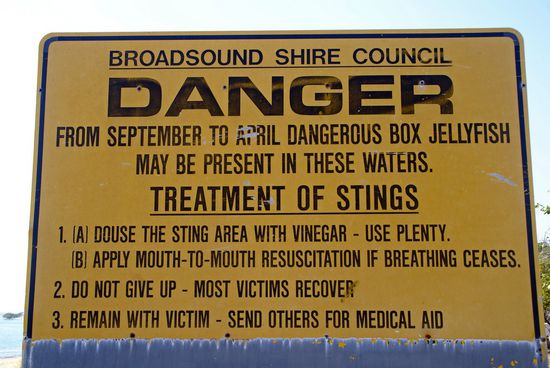 BROADSOUND SHIRE COUNCIL
DANGER
FROM SEPTEMBER TO APRIL DANGEROUS BOX JELLYFISH
MAY BE PRESENT IN THESE WATERS.
TREATMENT OF STINGS
1. (A) DOUSE THE STING AREA WITH VINEGAR - USE PLENTY.
(B) APPLY MOUTH-TO-MOUTH RESUSCITATION IF BREATHING CEASES.
2. DO NOT GIVE UP - MOST VICTIMS RECOVER
3. REMAIN WITH VICTIM - SEND OTHERS FOR MEDICAL AID